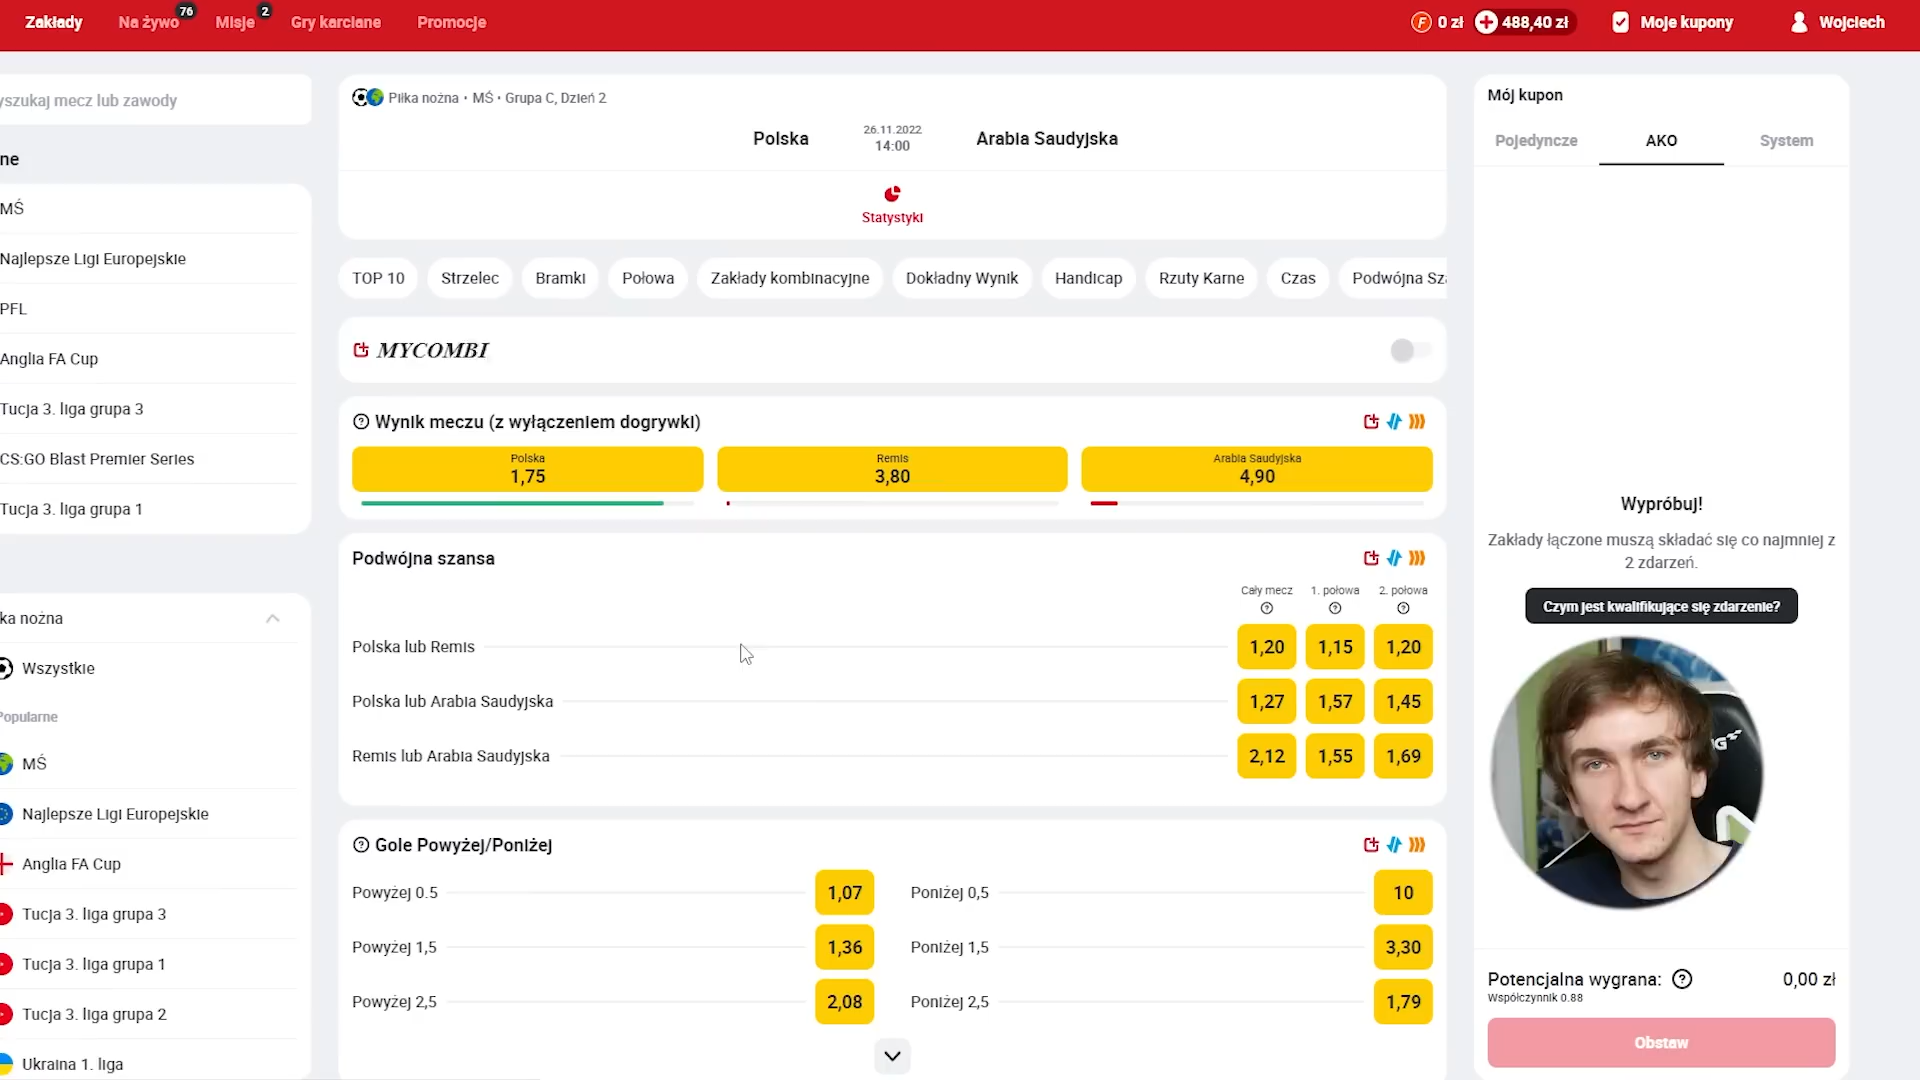 Zakłady
Na żywo 76
Misje 2
Gry karciane
Promocje
F 0 zł
488,40 zł
Moje kupony
Wojciech
yszukaj mecz lub zawody
ne
MŚ
Najlepsze Ligi Europejskie
PFL
Anglia FA Cup
Tucja 3. liga grupa 3
CS:GO Blast Premier Series
Tucja 3. liga grupa 1
ka nożna
Wszystkie
Popularne
MŚ
Najlepsze Ligi Europejskie
Anglia FA Cup
Tucja 3. liga grupa 3
Tucja 3. liga grupa 1
Tucja 3. liga grupa 2
Ukraina 1. liga
Piłka nożna • MŚ • Grupa C, Dzień 2
Polska
26.11.2022
14:00
Arabia Saudyjska
Statystyki
TOP 10
Strzelec
Bramki
Połowa
Zakłady kombinacyjne
Dokładny Wynik
Handicap
Rzuty Karne
Czas
Podwójna Sz
MYCOMBI
Wynik meczu (z wyłączeniem dogrywki)
Polska
1,75
Remis
3,80
Arabia Saudyjska
4,90
Podwójna szansa
Cały mecz 1. połowa 2. połowa
Polska lub Remis 1,20 1,15 1,20
Polska lub Arabia Saudyjska 1,27 1,57 1,45
Remis lub Arabia Saudyjska 2,12 1,55 1,69
Gole Powyżej/Poniżej
Powyżej 0.5 1,07 Poniżej 0,5 10
Powyżej 1,5 1,36 Poniżej 1,5 3,30
Powyżej 2,5 2,08 Poniżej 2,5 1,79
Mój kupon
Pojedyncze
AKO
System
Wypróbuj!
Zakłady łączone muszą składać się co najmniej z
2 zdarzeń.
Czym jest kwalifikujące się zdarzenie?
Potencjalna wygrana: 0,00 zł
Współczynnik 0.88
Obstaw